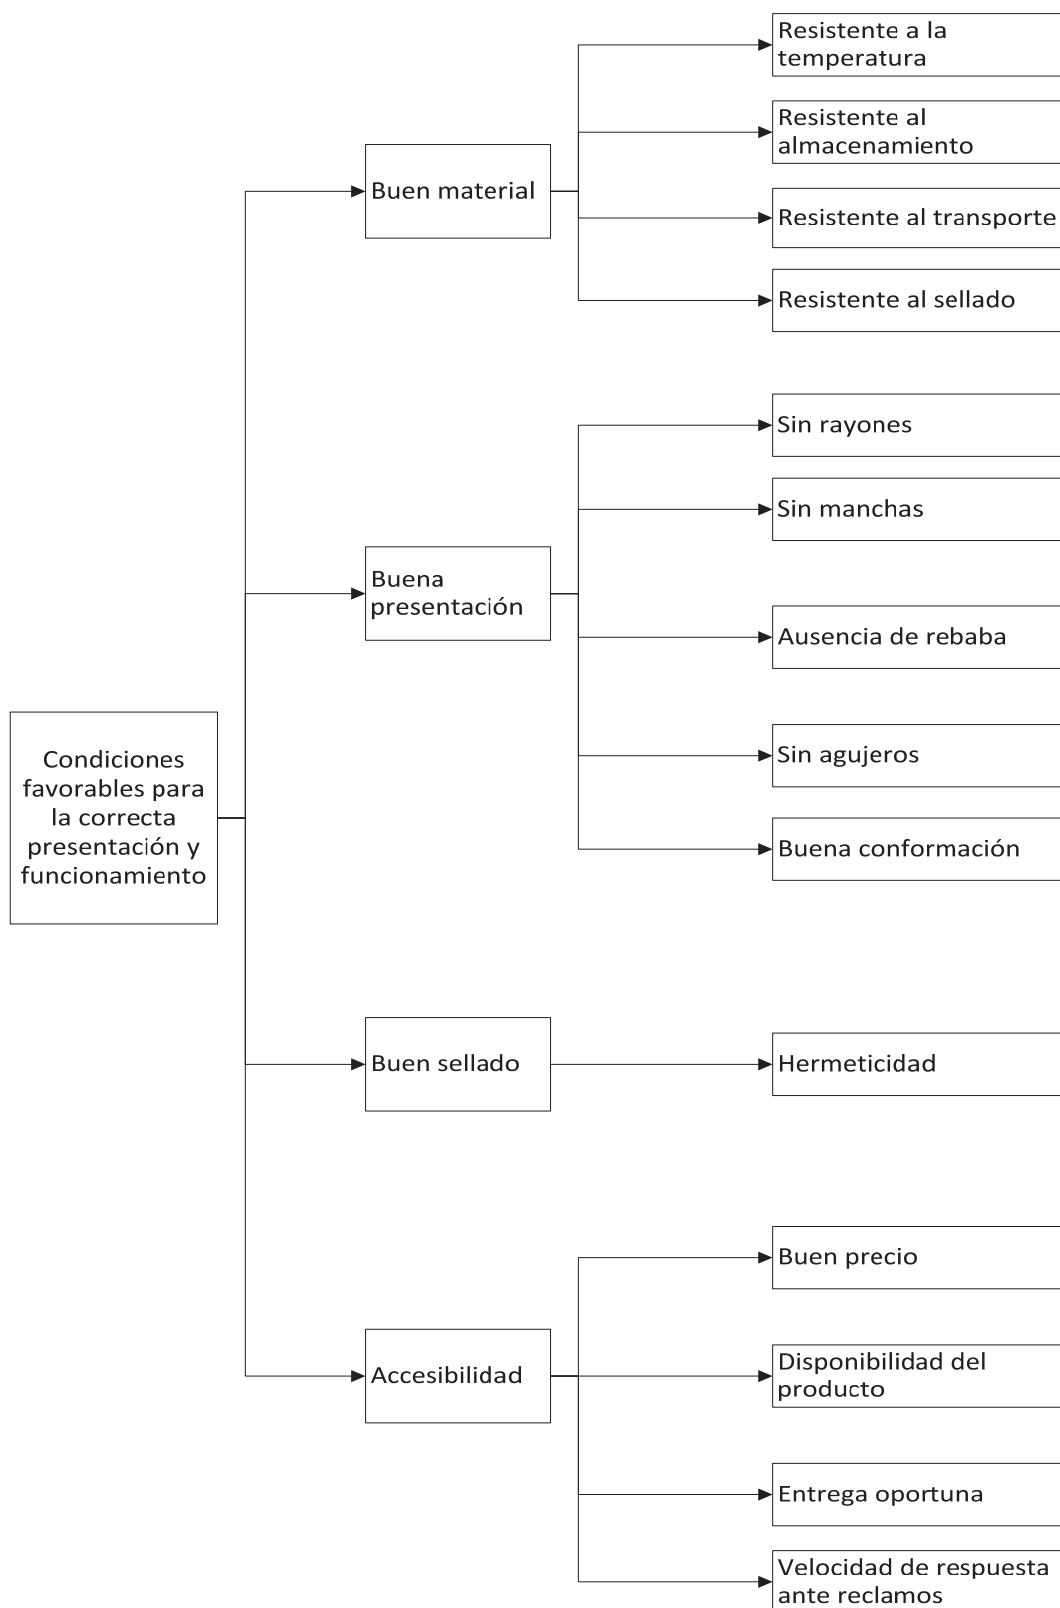 Condiciones
favorables para
la correcta
presentación y
funcionamiento
Buen material
Resistente a la
temperatura
Resistente al
almacenamiento
Resistente al transporte
Resistente al sellado
Buena
presentación
Sin rayones
Sin manchas
Ausencia de rebaba
Sin agujeros
Buena conformación
Buen sellado
Hermeticidad
Accesibilidad
Buen precio
Disponibilidad del
producto
Entrega oportuna
Velocidad de respuesta
ante reclamos